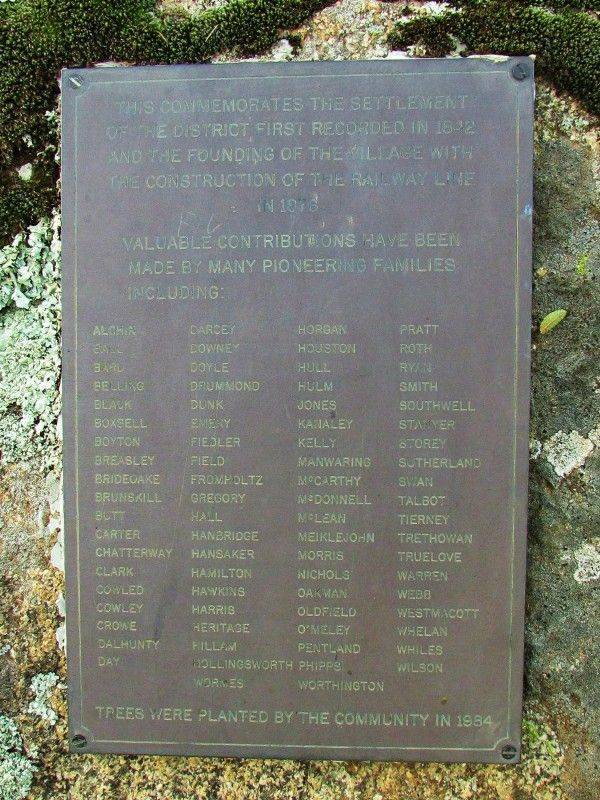 THIS COMMEMORATES THE SETTLEMENT
OF THE DISTRICT FIRST RECORDED IN 1842
AND THE FOUNDING OF THE VILLAGE WITH
THE CONSTRUCTION OF THE RAILWAY LINE
IN 1876
VALUABLE CONTRIBUTIONS HAVE BEEN
MADE BY MANY PIONEERING FAMILIES
INCLUDING:
ALCHIN DARCEY HORGAN PRATT
BALL DOWNEY HOUSTON ROTH
DOYLE HULL RYAN
BELLING DRUMMOND HULM SMITH
BLACK DUNK JONES SOUTHWELL
BOXSELL EMERY KANALEY
BOYTON FIEDLER KELLY STOREY
BREASLEY FIELD MANWARING SUTHERLAND
BRIDEOAKE FROMHOLTZ McCARTHY SWAN
BRUNSKILL GREGORY McDONNELL TALBOT
BUTT HALL McLEAN TIERNEY
CARTER HANBRIDGE MEIKLEJOHN TRETHOWAN
CHATTERWAY HANSAKER MORRIS TRUELOVE
CLARK HAMILTON NICHOLS WARREN
COWLED HAWKINS OAKMAN WEBB
COWLEY HARRIS OLDFIELD WESTMACOTT
CROWE HERITAGE O'MELEY WHELAN
DALHUNTY HILLAM PENTLAND WHILES
DAY HOLLINGSWORTH PHIPPS WILSON
WORNES WORTHINGTON
TREES WERE PLANTED BY THE COMMUNITY IN 1984